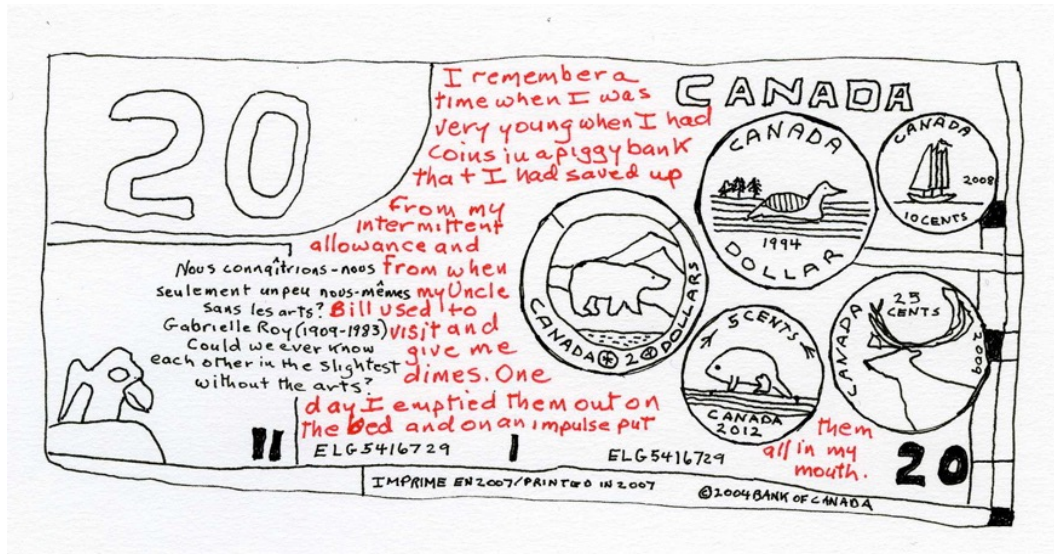 20
I remember a
time when I was
very young when I had
coins in a piggy bank
that I had saved up
from my
intermittent
allowance and
from when
my Uncle
Bill used to
visit and
give me
dimes. One
day I emptied them out on
the bed and on an impulse put
them
all in my
mouth.
CANADA
CANADA
DOLLAR
1994
CANADA
2008
10 CENTS
CANADA 2 DOLLARS
5 CENTS
CANADA
2012
25
CENTS
CANADA
2009
Nous connaîtrions-nous
seulement un peu nous-mêmes
sans les arts?
Gabrielle Roy (1909-1983)
Could we ever know
each other in the slightest
without the arts?
ELG5416729
ELG5416729
20
IMPRIME EN 2007/PRINTED IN 2007
©2004 BANK OF CANADA